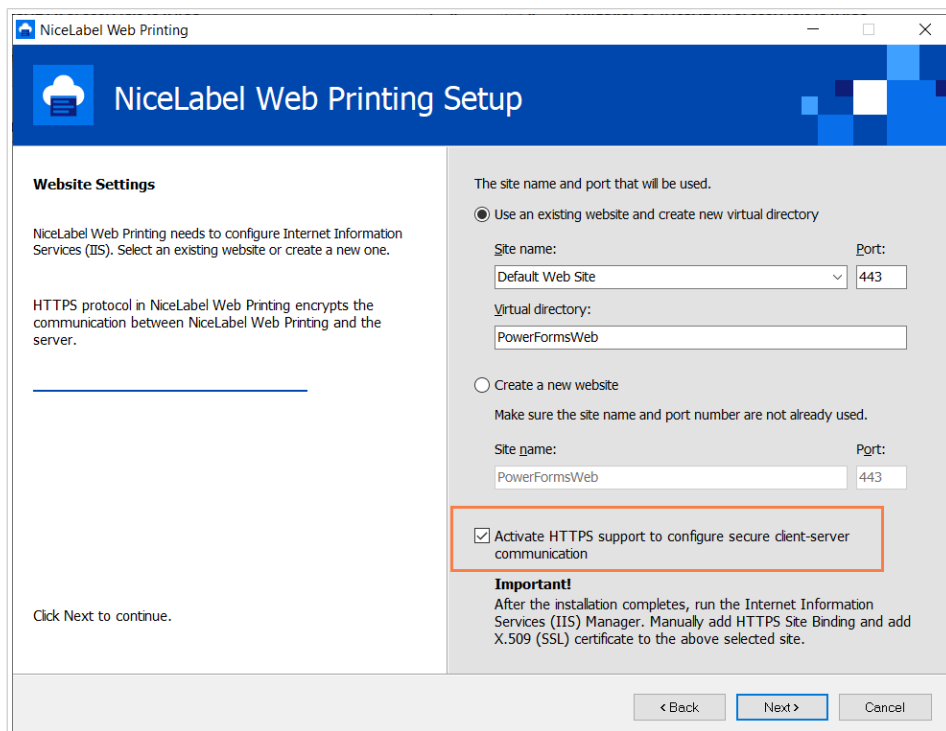 NiceLabel Web Printing
NiceLabel Web Printing Setup
Website Settings
NiceLabel Web Printing needs to configure Internet Information
Services (IIS). Select an existing website or create a new one.
HTTPS protocol in NiceLabel Web Printing encrypts the
communication between NiceLabel Web Printing and the
server.
Click Next to continue.
The site name and port that will be used.
Use an existing website and create new virtual directory
Site name: Port:
Default Web Site 443
Virtual directory:
PowerFormsWeb
Create a new website
Make sure the site name and port number are not already used.
Site name: Port:
PowerFormsWeb 443
Activate HTTPS support to configure secure client-server
communication
Important!
After the installation completes, run the Internet Information
Services (IIS) Manager. Manually add HTTPS Site Binding and add
X.509 (SSL) certificate to the above selected site.
< Back Next > Cancel